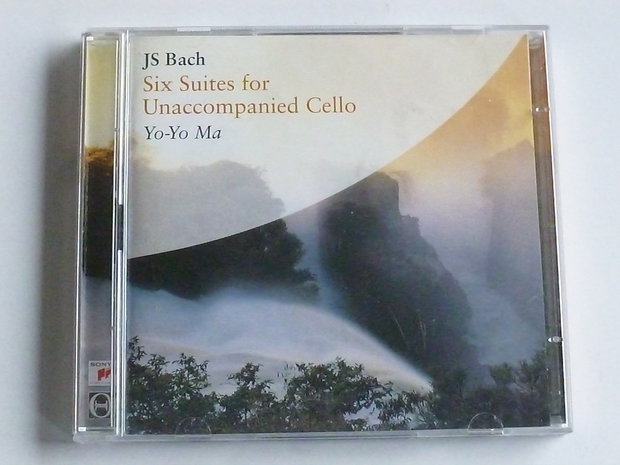 JS Bach
Six Suites for
Unaccompanied Cello
Yo-Yo Ma
SONY